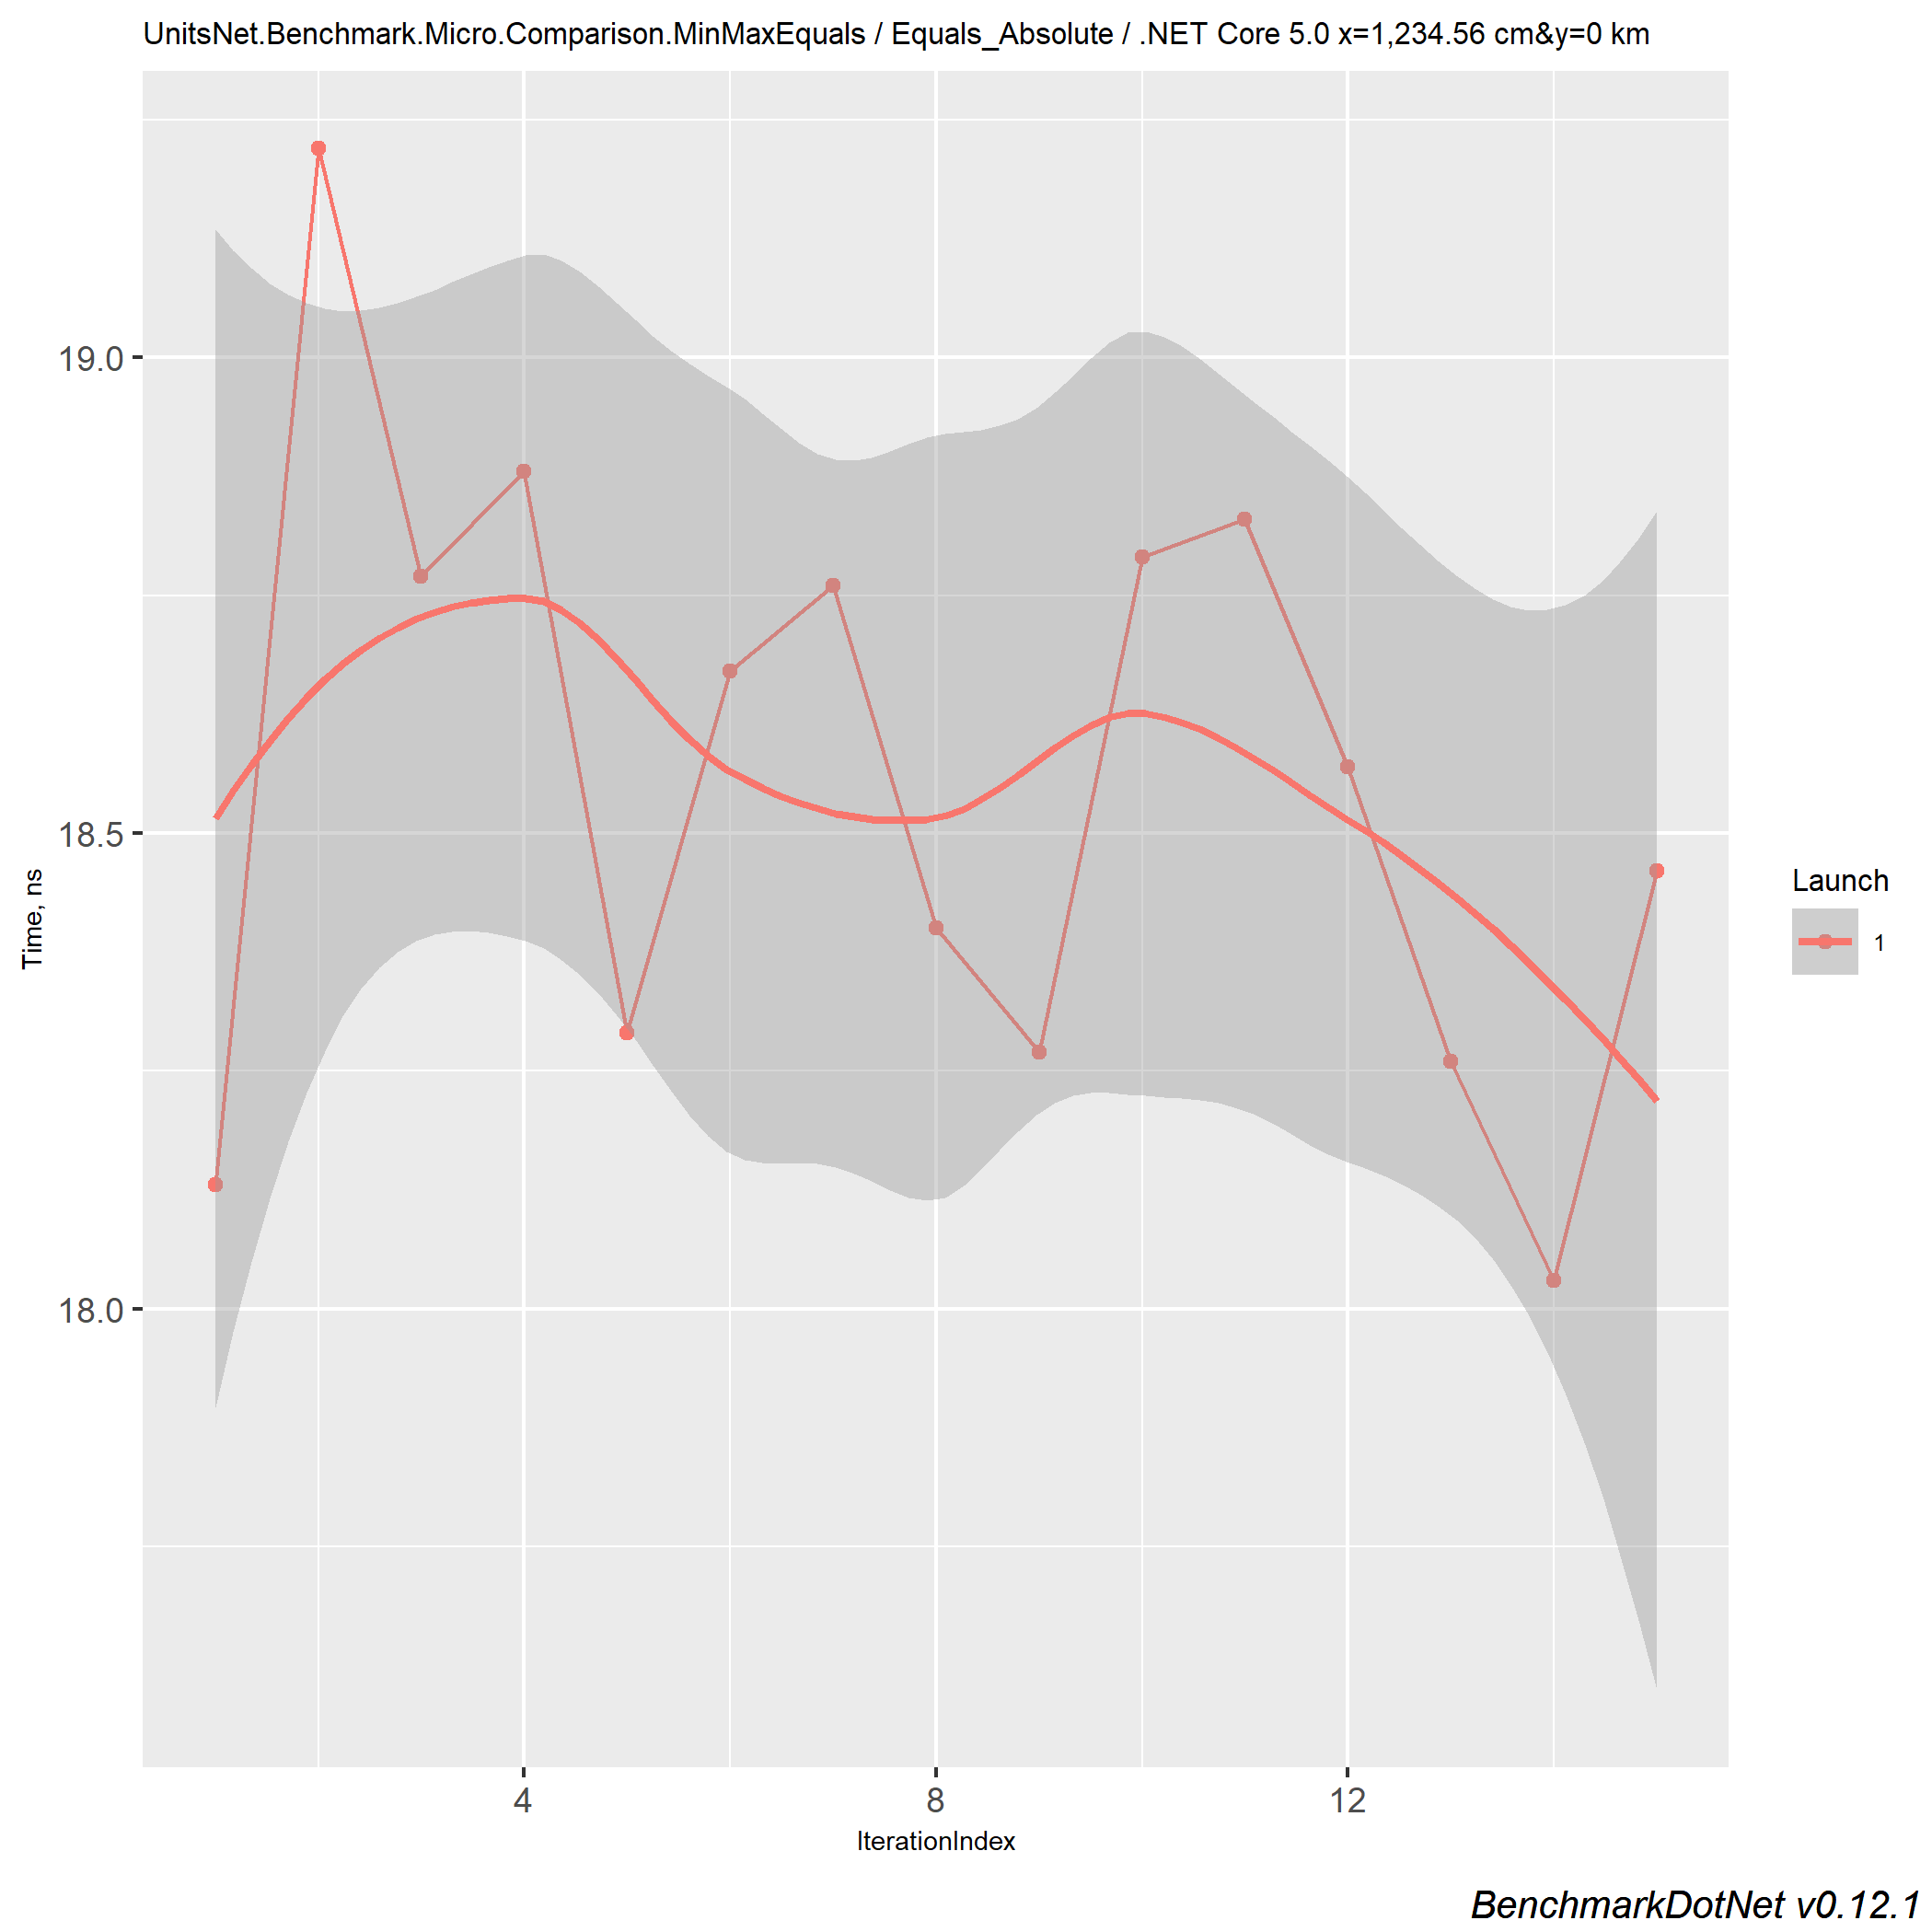 UnitsNet.Benchmark.Micro.Comparison.MinMaxEquals / Equals_Absolute / .NET Core 5.0 x=1,234.56 cm&y=0 km
19.0
18.5
18.0
Time, ns
4
8
12
IterationIndex
Launch
1
BenchmarkDotNet v0.12.1